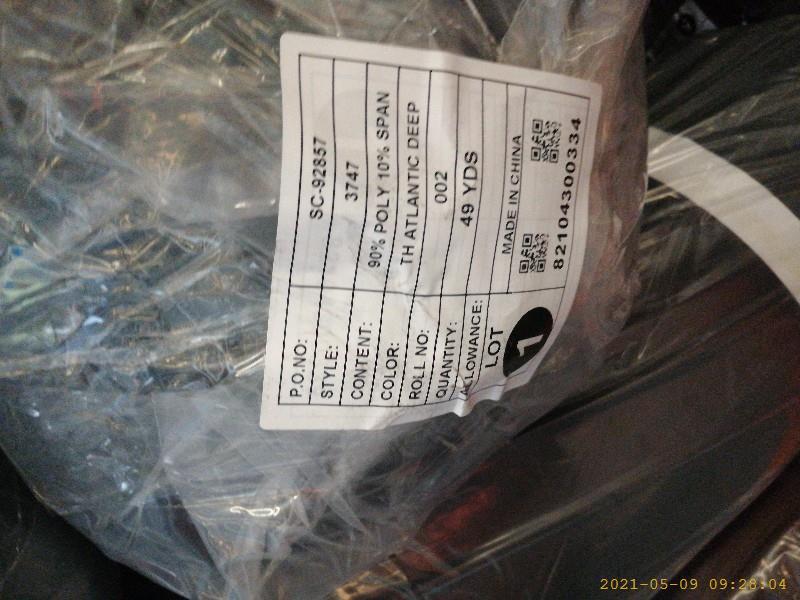 P.O.NO: SC-92857
STYLE: 3747
CONTENT: 90% POLY 10% SPAN
COLOR: TH ATLANTIC DEEP
ROLL NO: 002
QUANTITY: 49 YDS
ALLOWANCE:
LOT
1
MADE IN CHINA
82104300334
2021-05-09 09:28:04